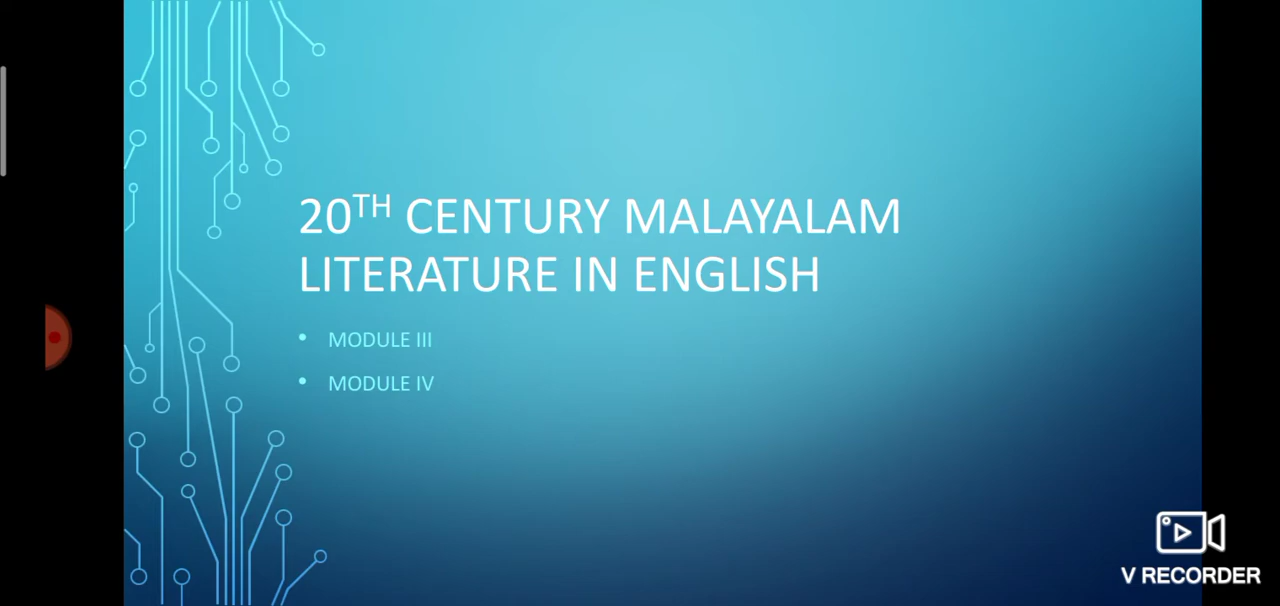 20TH CENTURY MALAYALAM
LITERATURE IN ENGLISH
• MODULE III
• MODULE IV
V RECORDER